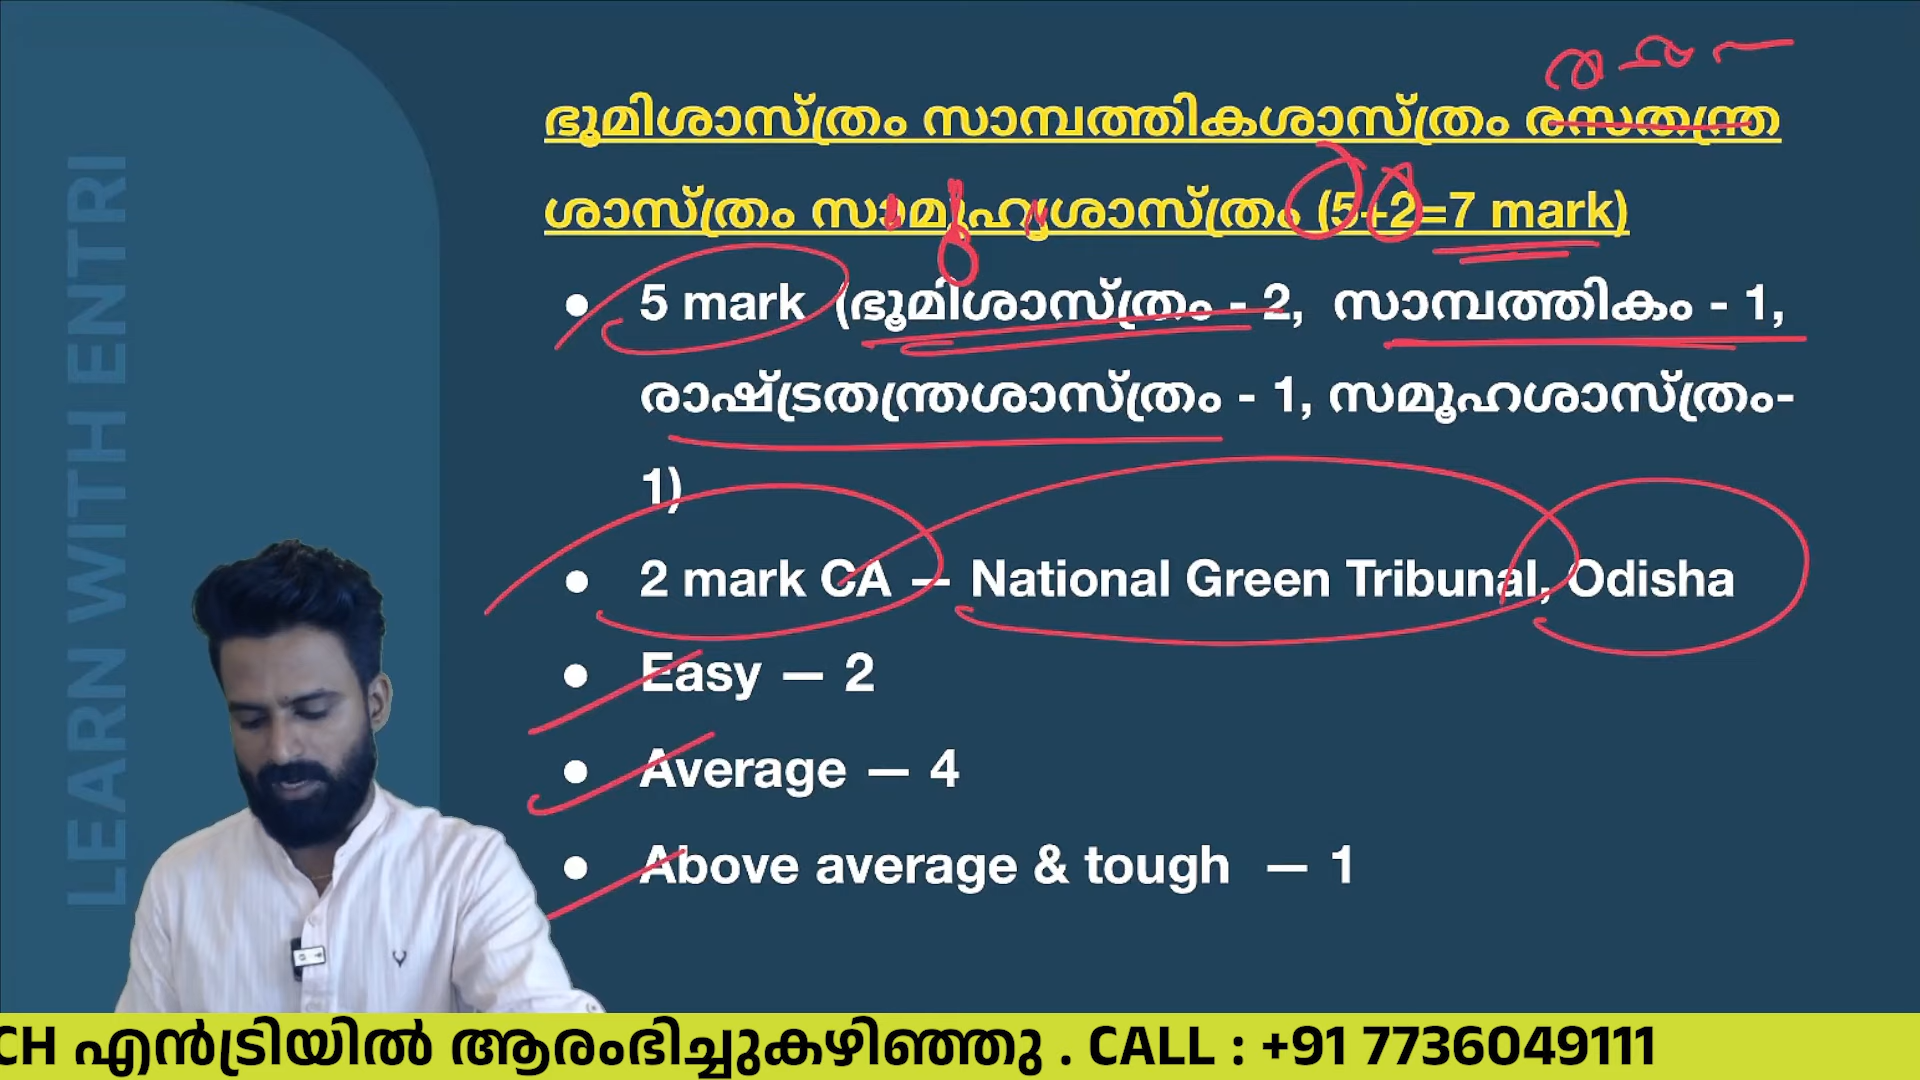 LEARN WITH ENTRI
ഭൂമിശാസ്ത്രം സാമ്പത്തികശാസ്ത്രം രസതന്ത്ര
ശാസ്ത്രം സാമൂഹ്യശാസ്ത്രം (5+2=7 mark)
● 5 mark (ഭൂമിശാസ്ത്രം - 2, സാമ്പത്തികം - 1,
രാഷ്ട്രതന്ത്രശാസ്ത്രം - 1, സമൂഹശാസ്ത്രം-
1)
● 2 mark CA — National Green Tribunal, Odisha
● Easy — 2
● Average — 4
● Above average & tough — 1
CH എൻട്രിയിൽ ആരംഭിച്ചുകഴിഞ്ഞു . CALL : +91 7736049111